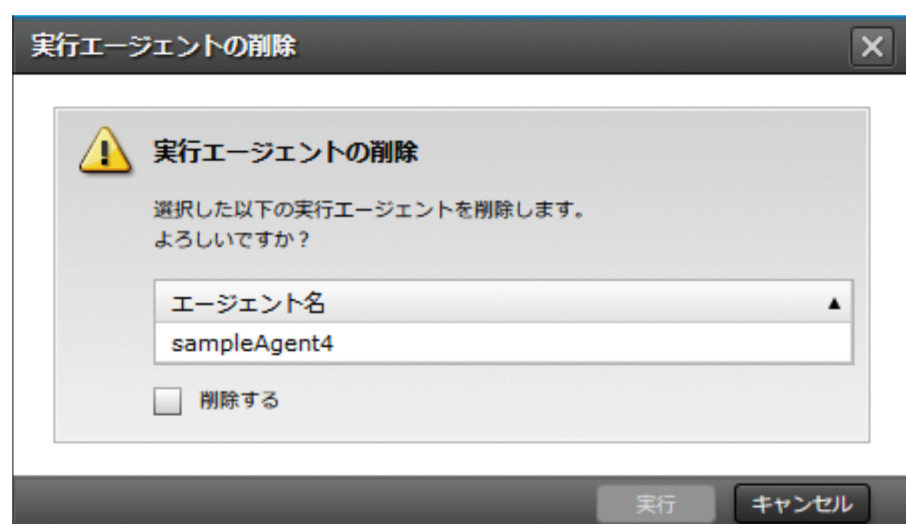 実行エージェントの削除
実行エージェントの削除
選択した以下の実行エージェントを削除します。
よろしいですか？
エージェント名
sampleAgent4
削除する
実行
キャンセル